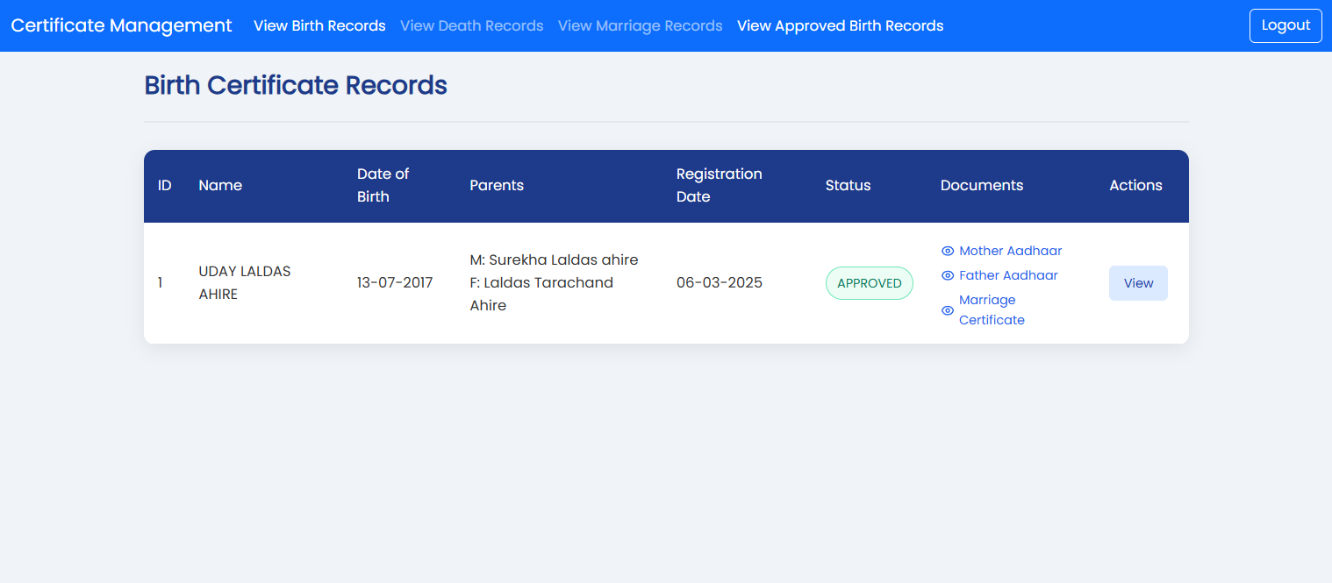 Certificate Management View Birth Records View Death Records View Marriage Records View Approved Birth Records Logout
Birth Certificate Records
ID Name Date of Birth Parents Registration Date Status Documents Actions
1
UDAY LALDAS
AHIRE
13-07-2017
M: Surekha Laldas ahire
F: Laldas Tarachand
Ahire
06-03-2025
APPROVED
Mother Aadhaar
Father Aadhaar
Marriage
Certificate
View